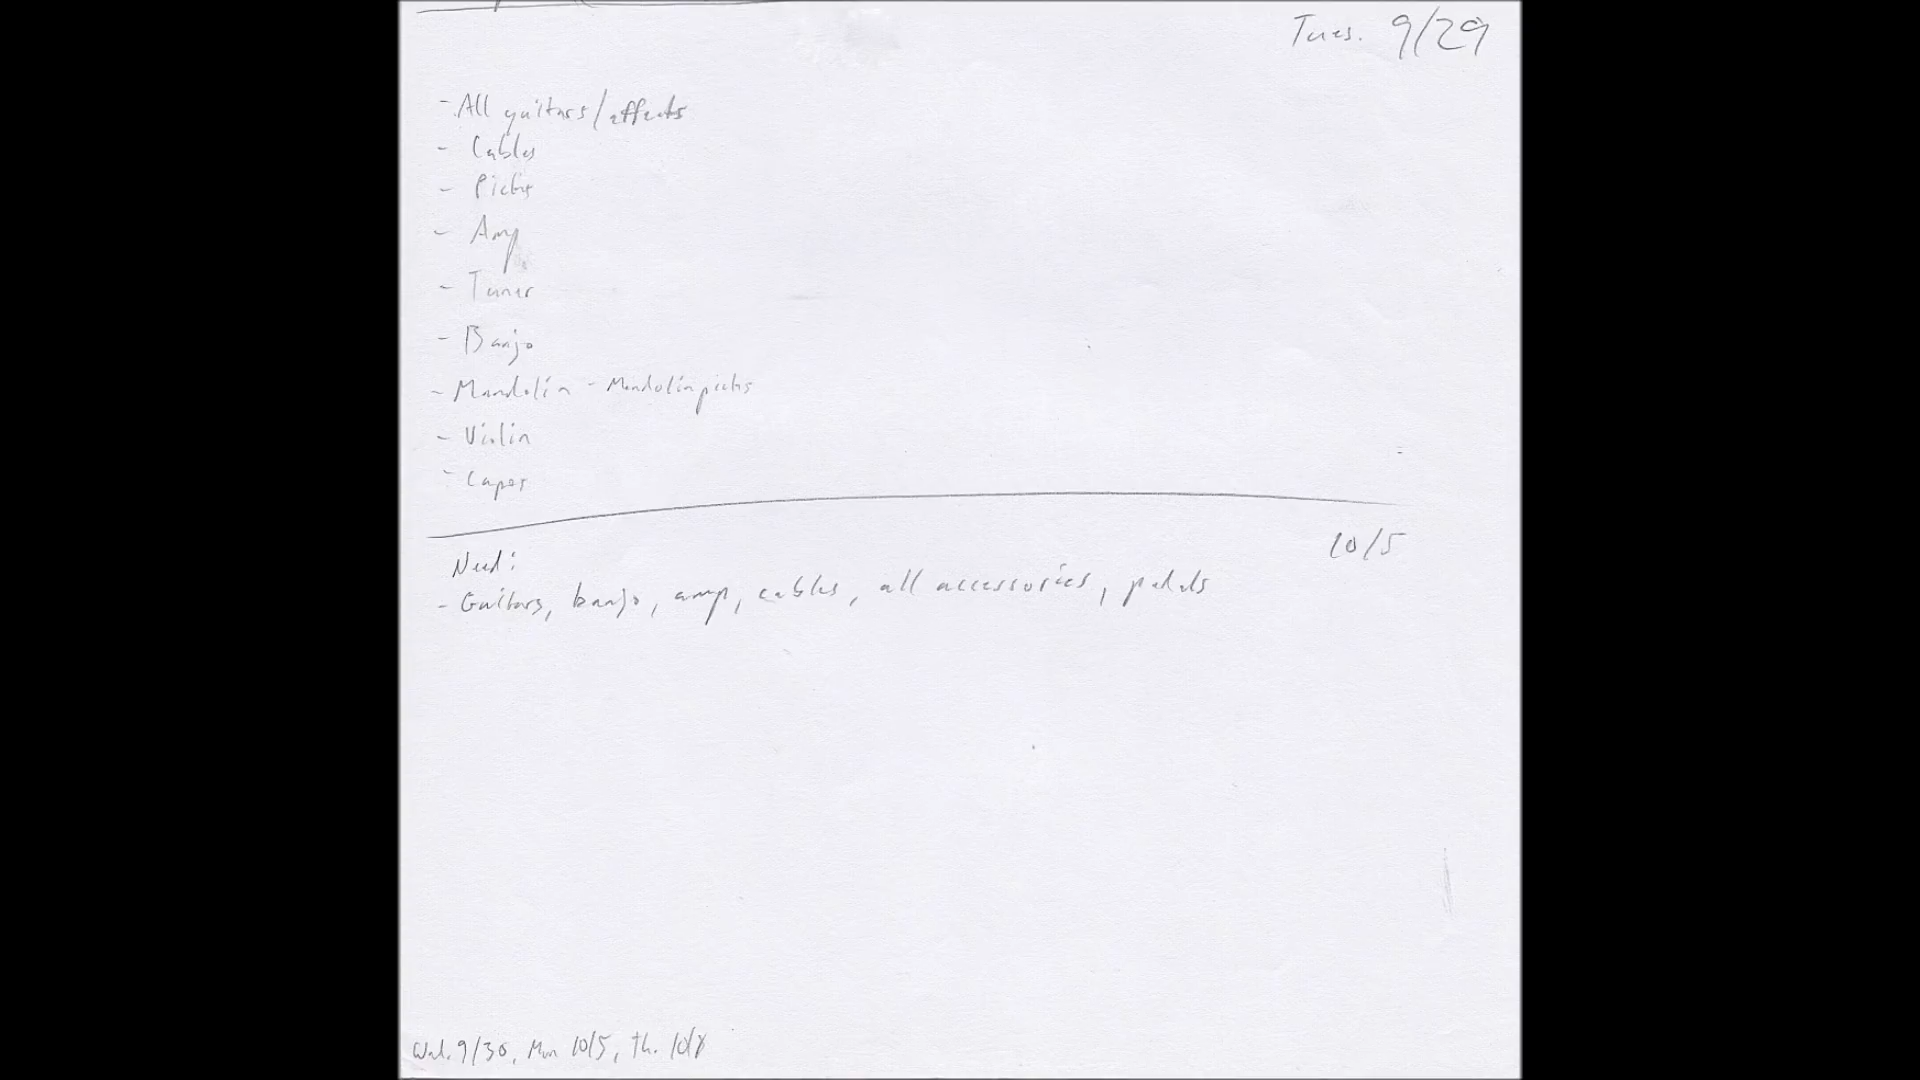 Tues. 9/29
- All guitars/effects
- Cables
- Picks
- Amp
- Tuner
- Banjo
- Mandolin - Mandolin picks
- Violin
- Capos
10/5
Need:
- Guitars, banjo, amp, cables, all accessories, pedals
Wed. 9/30, Mon 10/5, th. 10/8